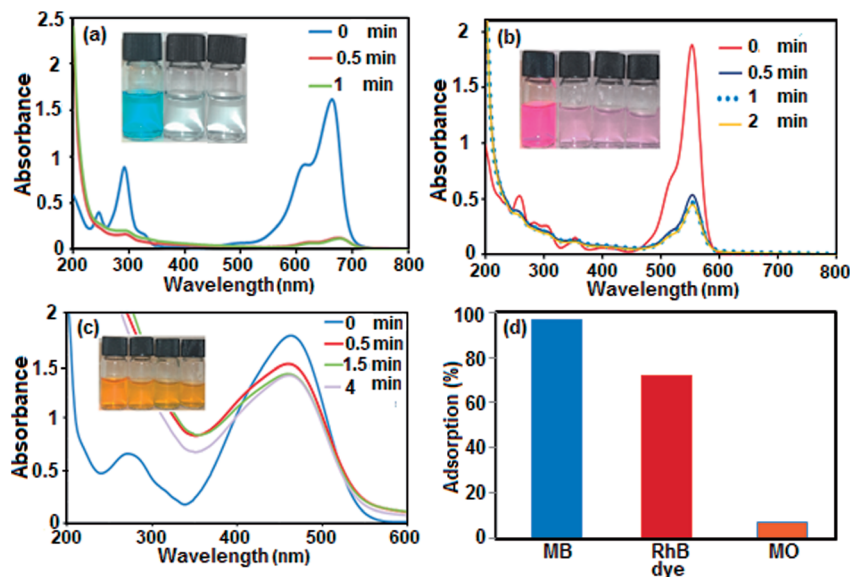 (a)
0 min
0.5 min
1 min
Absorbance
2.5
2
1.5
1
0.5
0
200 300 400 500 600 700 800
Wavelength (nm)
(b)
0 min
0.5 min
1 min
2 min
Absorbance
2
1.5
1
0.5
0
200 300 400 500 600 700 800
Wavelength (nm)
(c)
0 min
0.5 min
1.5 min
4 min
Absorbance
2
1.5
1
0.5
0
200 300 400 500 600
Wavelength (nm)
(d)
Adsorption (%)
100
80
60
40
20
0
MB RhB MO
dye